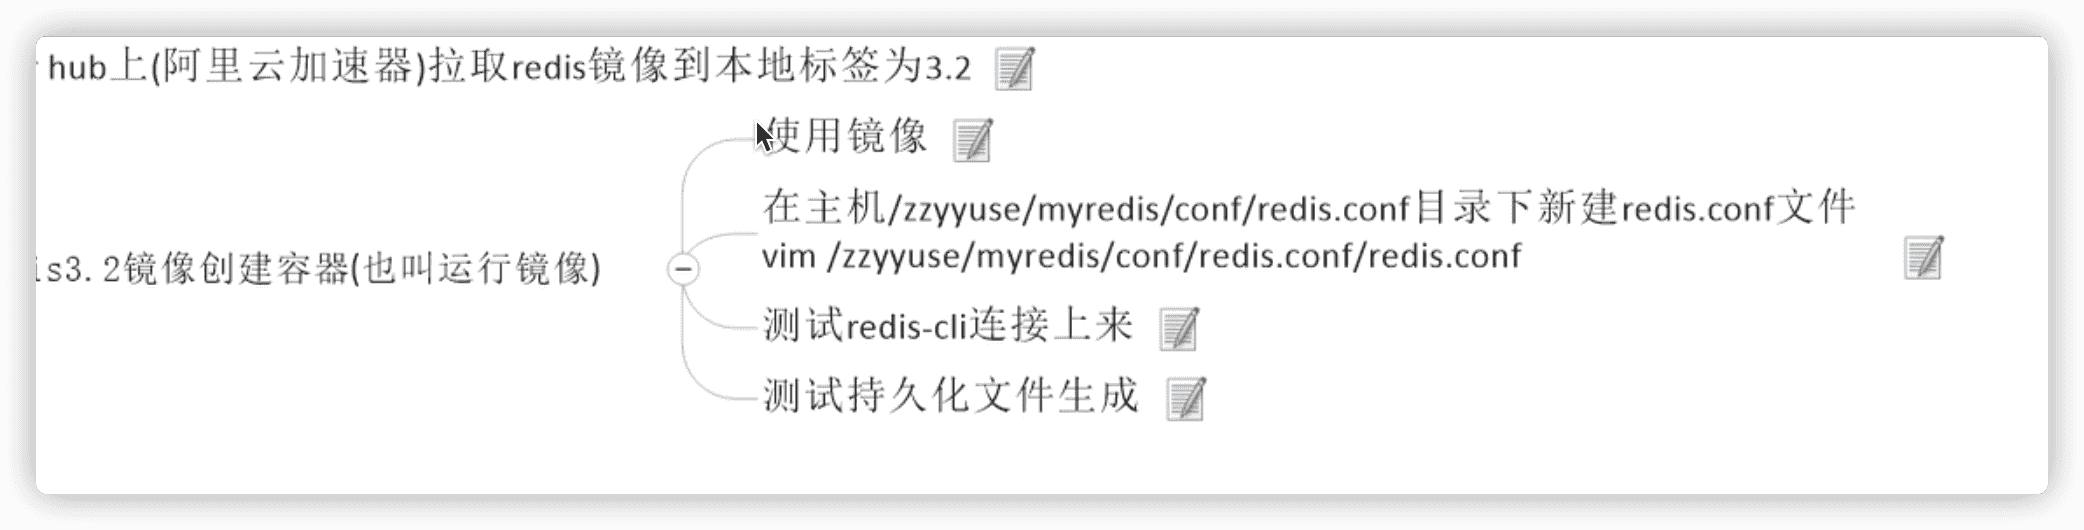 hub上(阿里云加速器)拉取redis镜像到本地标签为3.2
使用镜像
在主机/zzyyuse/myredis/conf/redis.conf目录下新建redis.conf文件
vim /zzyyuse/myredis/conf/redis.conf/redis.conf
is3.2镜像创建容器(也叫运行镜像)
测试redis-cli连接上来
测试持久化文件生成